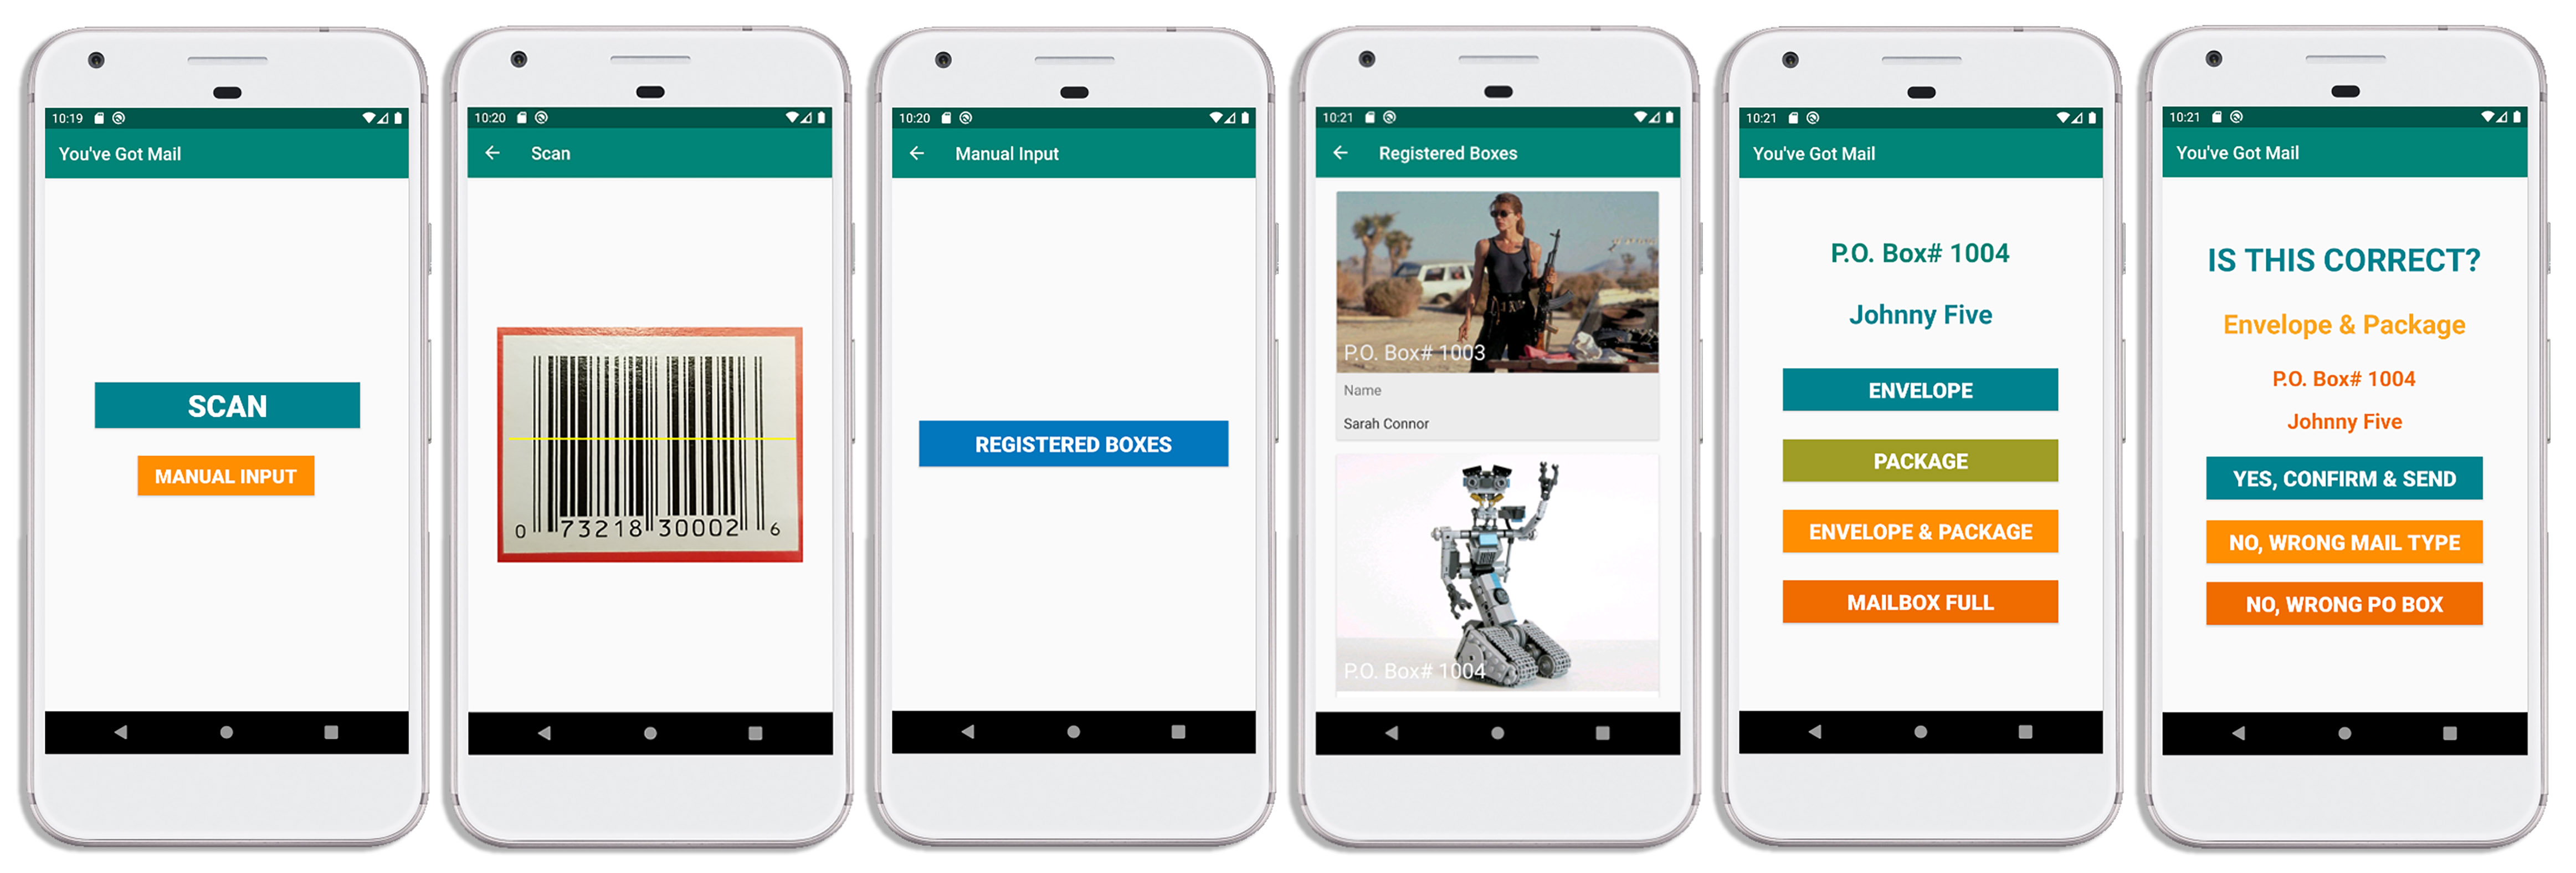 10:19
You've Got Mail
SCAN
MANUAL INPUT
10:20
Scan
0 73218 30002 6
10:20
Manual Input
REGISTERED BOXES
10:21
Registered Boxes
P.O. Box# 1003
Name
Sarah Connor
P.O. Box# 1004
10:21
You've Got Mail
P.O. Box# 1004
Johnny Five
ENVELOPE
PACKAGE
ENVELOPE & PACKAGE
MAILBOX FULL
10:21
You've Got Mail
IS THIS CORRECT?
Envelope & Package
P.O. Box# 1004
Johnny Five
YES, CONFIRM & SEND
NO, WRONG MAIL TYPE
NO, WRONG PO BOX